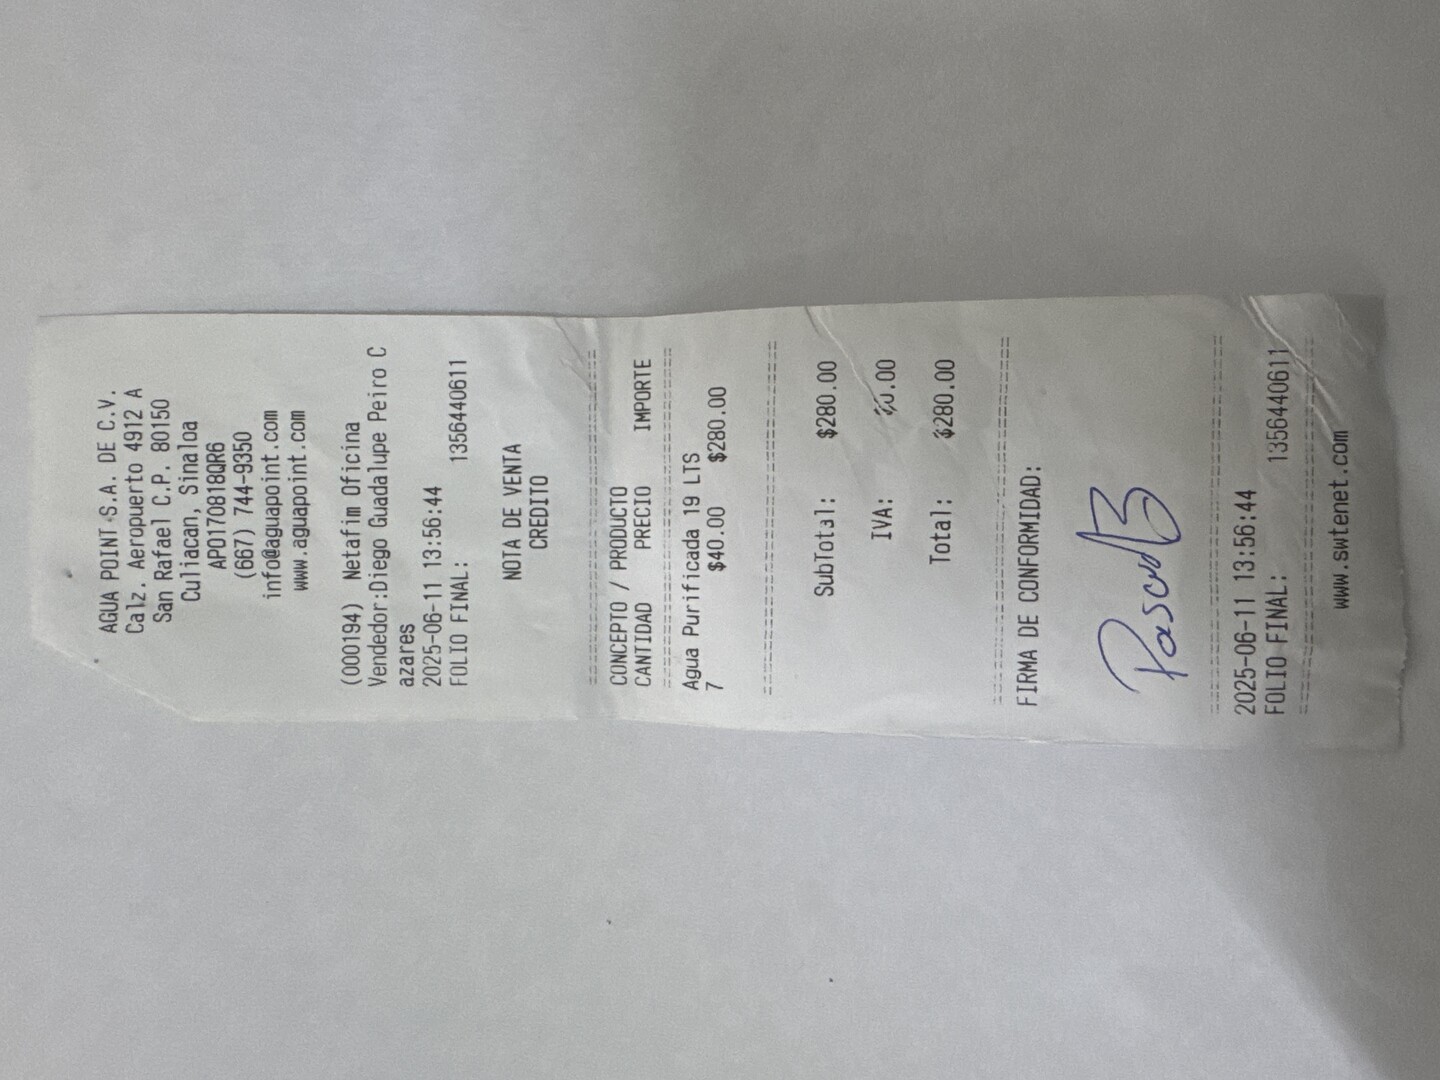 AGUA POINT S.A. DE C.V.
Calz. Aeropuerto 4912 A
San Rafael C.P. 80150
Culiacan, Sinaloa
APO170818QR6
(667) 744-9350
info@aguapoint.com
www.aguapoint.com
(000194) Netafim Oficina
Vendedor:Diego Guadalupe Peiro C
azares
2025-06-11 13:56:44
FOLIO FINAL: 1356440611
NOTA DE VENTA
CREDITO
CONCEPTO / PRODUCTO
CANTIDAD PRECIO IMPORTE
Agua Purificada 19 LTS
7 $40.00 $280.00
SubTotal: $280.00
IVA: $0.00
Total: $280.00
FIRMA DE CONFORMIDAD:
2025-06-11 13:56:44
FOLIO FINAL: 1356440611
www.swtenet.com